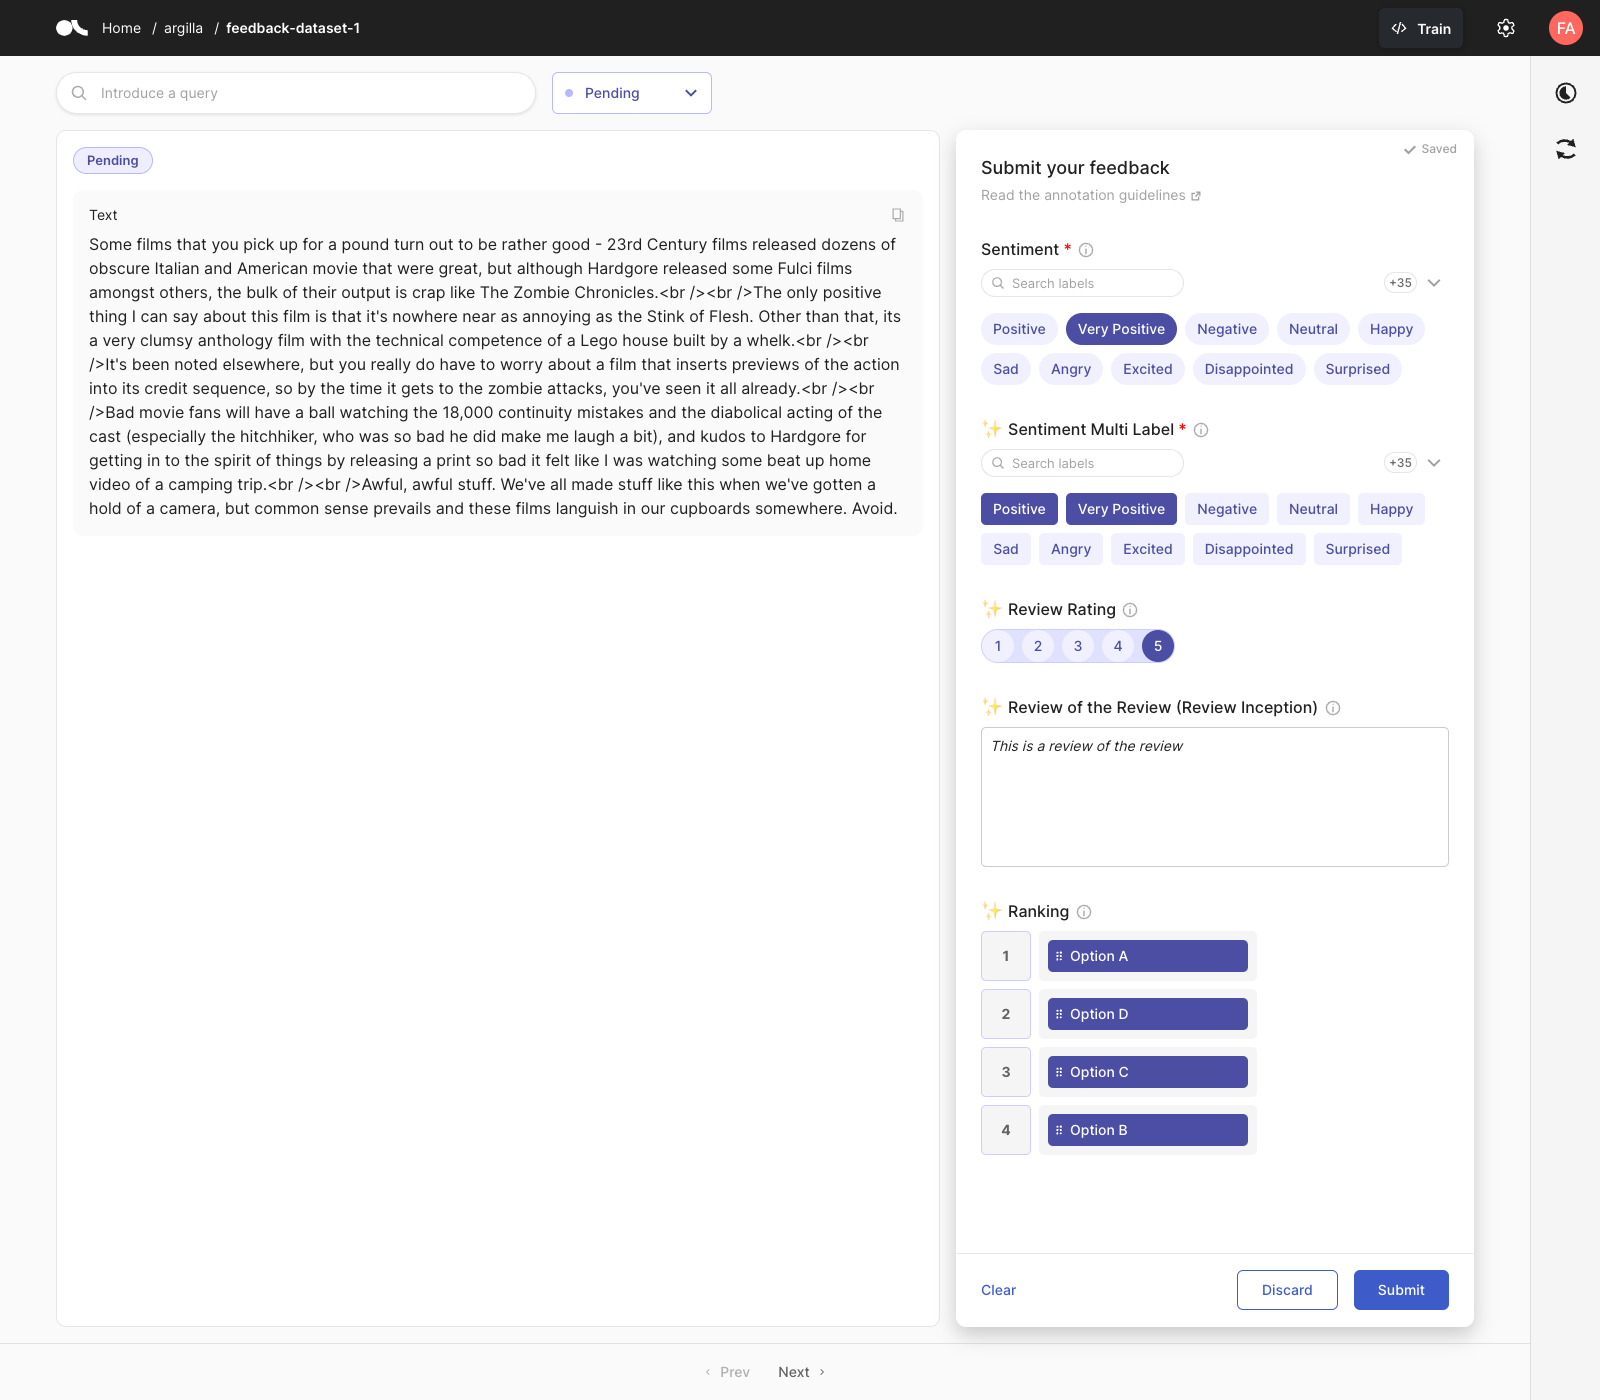 Home / argilla / feedback-dataset-1
Train
FA
Introduce a query
Pending
Pending
Text
Some films that you pick up for a pound turn out to be rather good - 23rd Century films released dozens of
obscure Italian and American movie that were great, but although Hardgore released some Fulci films
amongst others, the bulk of their output is crap like The Zombie Chronicles.<br /><br />The only positive
thing I can say about this film is that it's nowhere near as annoying as the Stink of Flesh. Other than that, its
a very clumsy anthology film with the technical competence of a Lego house built by a whelk.<br /><br
/>It's been noted elsewhere, but you really do have to worry about a film that inserts previews of the action
into its credit sequence, so by the time it gets to the zombie attacks, you've seen it all already.<br /><br
/>Bad movie fans will have a ball watching the 18,000 continuity mistakes and the diabolical acting of the
cast (especially the hitchhiker, who was so bad he did make me laugh a bit), and kudos to Hardgore for
getting in to the spirit of things by releasing a print so bad it felt like I was watching some beat up home
video of a camping trip.<br /><br />Awful, awful stuff. We've all made stuff like this when we've gotten a
hold of a camera, but common sense prevails and these films languish in our cupboards somewhere. Avoid.
Saved
Submit your feedback
Read the annotation guidelines
Sentiment *
Search labels
+35
Positive Very Positive Negative Neutral Happy
Sad Angry Excited Disappointed Surprised
✨ Sentiment Multi Label *
Search labels
+35
Positive Very Positive Negative Neutral Happy
Sad Angry Excited Disappointed Surprised
✨ Review Rating
1 2 3 4 5
✨ Review of the Review (Review Inception)
This is a review of the review
✨ Ranking
1 Option A
2 Option D
3 Option C
4 Option B
Clear
Discard
Submit
Prev
Next